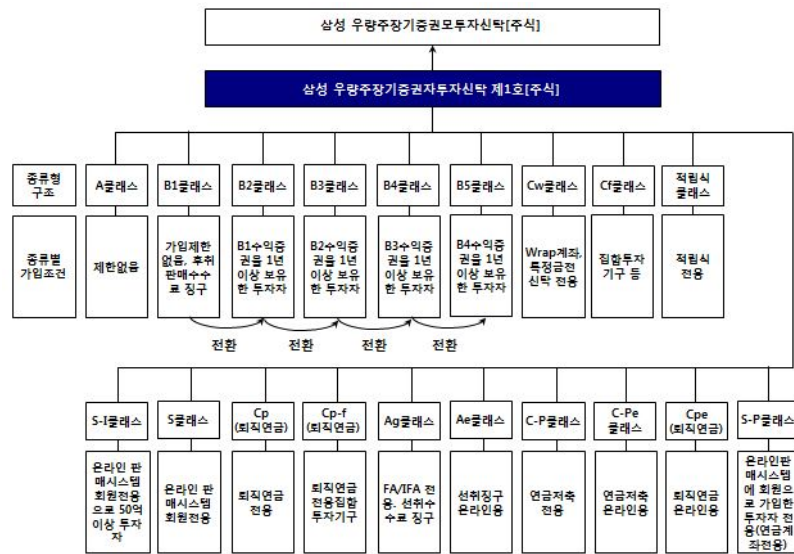 삼성 우량주장기증권모투자신탁[주식]
삼성 우량주장기증권자투자신탁 제1호[주식]
종류형
구조
A클래스
B1클래스
B2클래스
B3클래스
B4클래스
B5클래스
Cw클래스
Cf클래스
적립식
클래스
종류별
가입조건
제한없음
가입제한
없음, 후취
판매수수
료 징구
B1수익증
권을 1년
이상 보유
한 투자자
B2수익증
권을 1년
이상 보유
한 투자자
B3수익증
권을 1년
이상 보유
한 투자자
B4수익증
권을 1년
이상 보유
한 투자자
Wrap계좌,
특정금전
신탁 전용
집합투자
기구 등
적립식
전용
전환
전환
전환
전환
S-I클래스
S클래스
Cp
(퇴직연금)
Cp-f
(퇴직연금)
Ag클래스
Ae클래스
C-P클래스
C-Pe
클래스
Cpe
(퇴직연금)
S-P클래스
온라인 판
매시스템
회원전용
으로 50억
이상 투자
자
온라인 판
매시스템
회원전용
퇴직연금
전용
퇴직연금
전용집합
투자기구
FA/IFA 전
용. 선취수
수료 징구
선취징구
온라인용
연금저축
전용
연금저축
온라인용
퇴직연금
온라인용
온라인판
매시스템
에 회원으
로 가입한
투자자 전
용(연금계
좌전용)